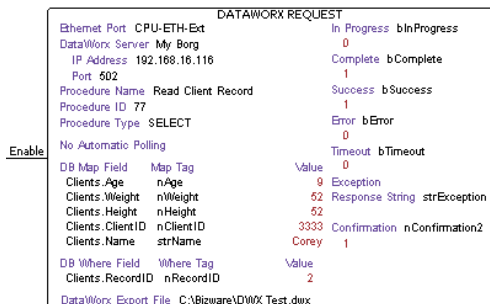 DATAWORX REQUEST
Ethernet Port CPU-ETH-Ext
DataWorx Server My Borg
IP Address 192.168.16.116
Port 502
Procedure Name Read Client Record
Procedure ID 77
Procedure Type SELECT
No Automatic Polling
Enable
DB Map Field Map Tag Value
Clients.Age nAge 9
Clients.Weight nWeight 52
Clients.Height nHeight 52
Clients.ClientID nClientID 3333
Clients.Name strName Corey
DB Where Field Where Tag Value
Clients.RecordID nRecordID 2
DataWorx Export File C:\Bizware\DWX Test.dwx
In Progress bInProgress
0
Complete bComplete
1
Success bSuccess
1
Error bError
0
Timeout bTimeout
0
Exception
Response String strException
Confirmation nConfirmation2
1